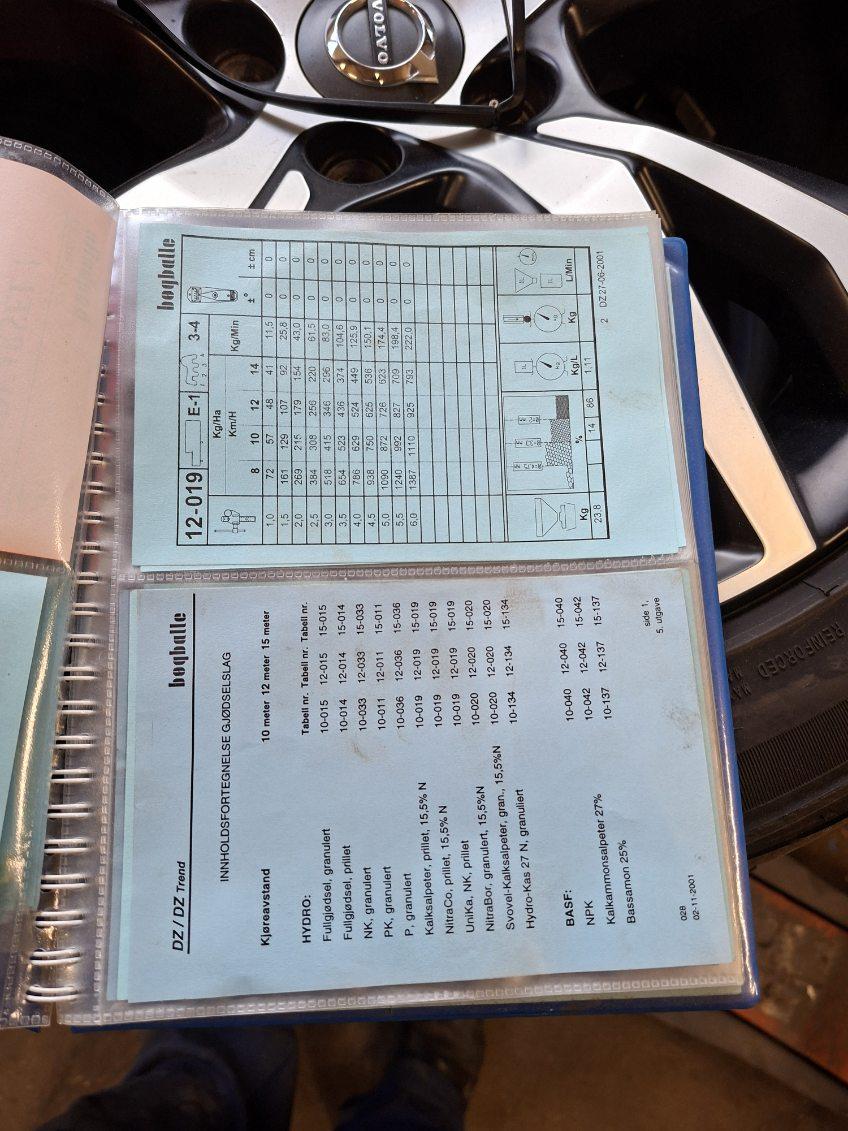 VOLVO
REINFORCED
DZ / DZ Trend bøgballe
INNHOLDSFORTEGNELSE GJØDSELSLAG
Kjøreavstand 10 meter 12 meter 15 meter
HYDRO: Tabell nr. Tabell nr. Tabell nr.
Fullgjødsel, granulert 10-015 12-015 15-015
Fullgjødsel, prillet 10-014 12-014 15-014
NK, granulert 10-033 12-033 15-033
PK, granulert 10-011 12-011 15-011
P, granulert 10-036 12-036 15-036
Kalksalpeter, prillet, 15,5% N 10-019 12-019 15-019
NitraCo, prillet, 15,5% N 10-019 12-019 15-019
UniKa, NK, prillet 10-019 12-019 15-019
NitraBor, granulert, 15,5%N 10-020 12-020 15-020
Svovel-Kalksalpeter, gran., 15,5%N 10-020 12-020 15-020
Hydro-Kas 27 N, granuliert 10-134 12-134 15-134
BASF:
NPK 10-040 12-040 15-040
Kalkammonsalpeter 27% 10-042 12-042 15-042
Bassamon 25% 10-137 12-137 15-137
028 side 1.
02-11-2001 5. utgave
bøgballe
12-019 E-1 3-4
Kg/Ha
Km/H Kg/Min ±° ± cm
8 10 12 14
1,0 72 57 48 41 11,5 0 0
1,5 161 129 107 92 25,8 0 0
2,0 269 215 179 154 43,0 0 0
2,5 384 308 256 220 61,5 0 0
3,0 518 415 346 296 83,0 0 0
3,5 654 523 436 374 104,6 0 0
4,0 786 629 524 449 125,9 0 0
4,5 938 750 625 536 150,1 0 0
5,0 1090 872 726 623 174,4 0 0
5,5 1240 992 827 709 198,4 0 0
6,0 1387 1110 925 793 222,0 0 0
Kg % Kg/L Kg L/Min
23,8 14 86 1,11
2 DZ 27-06-2001